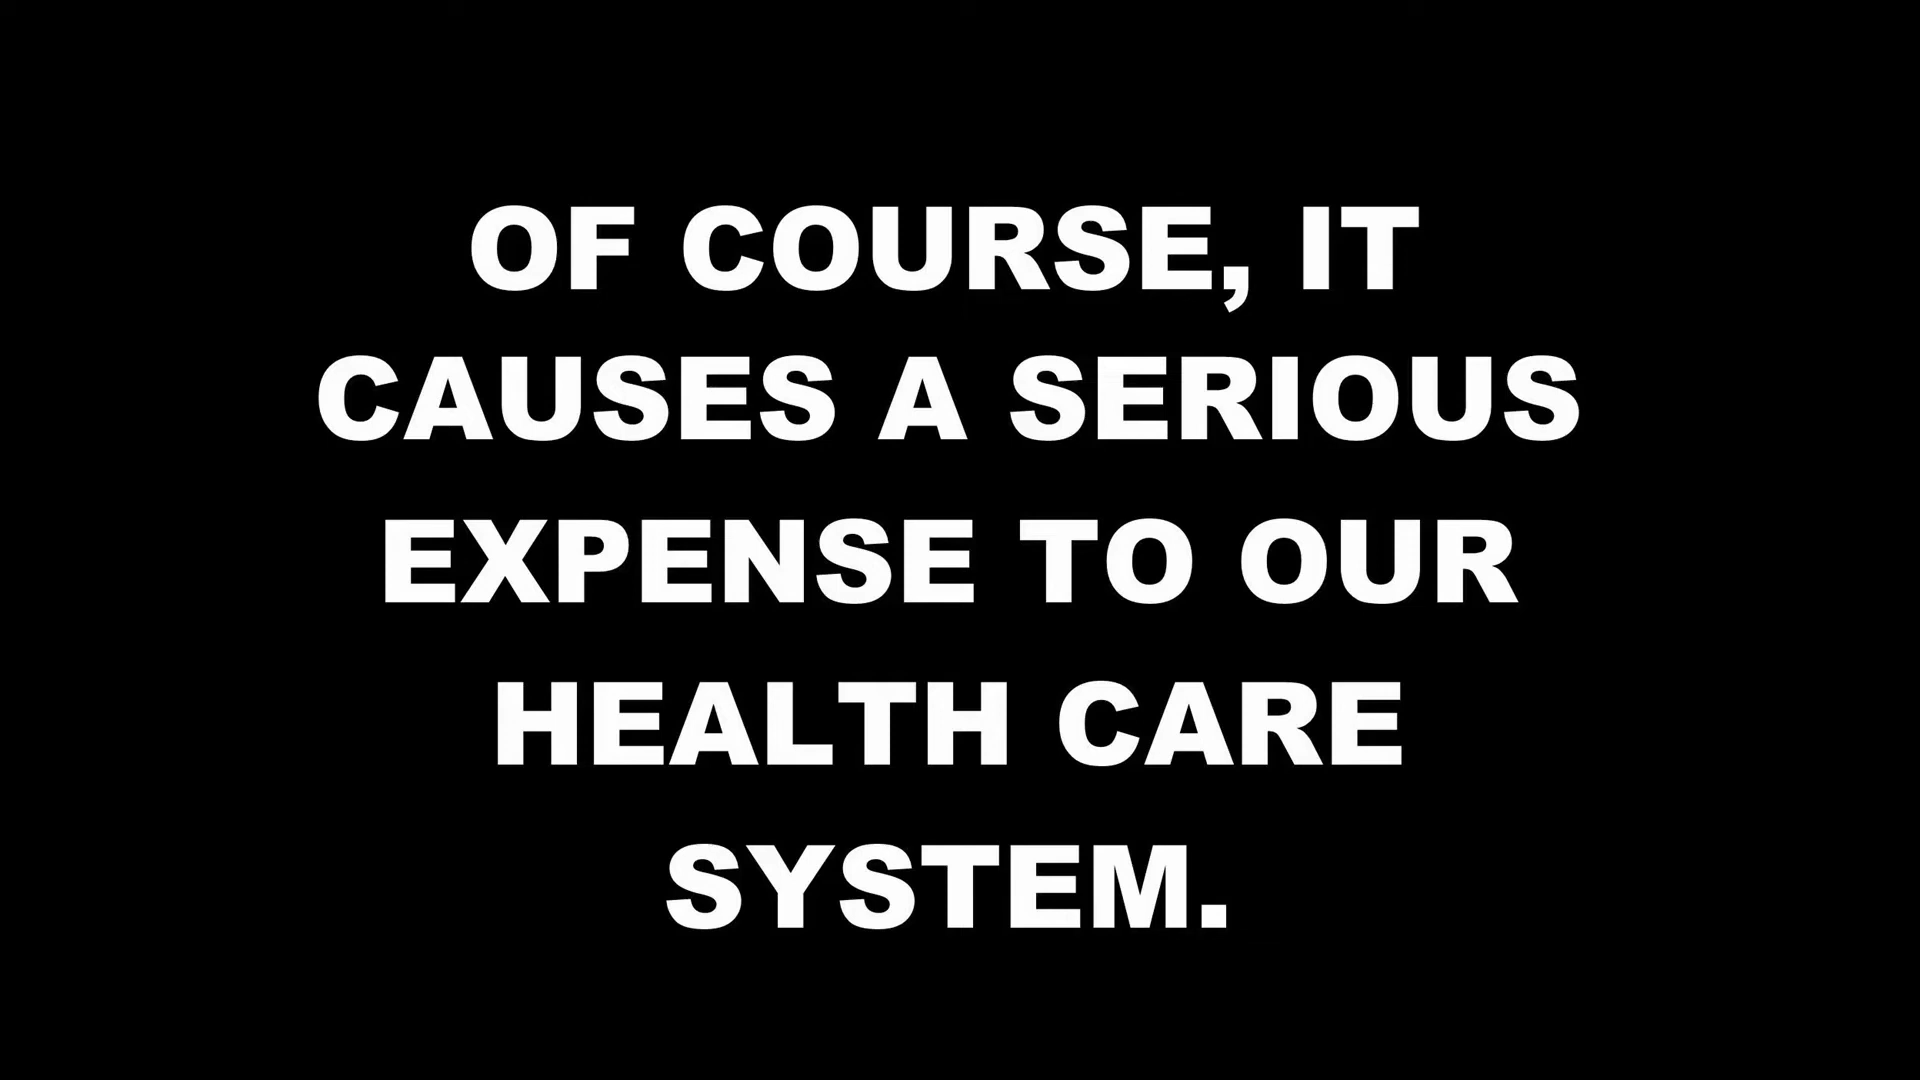 OF COURSE, IT
CAUSES A SERIOUS
EXPENSE TO OUR
HEALTH CARE
SYSTEM.